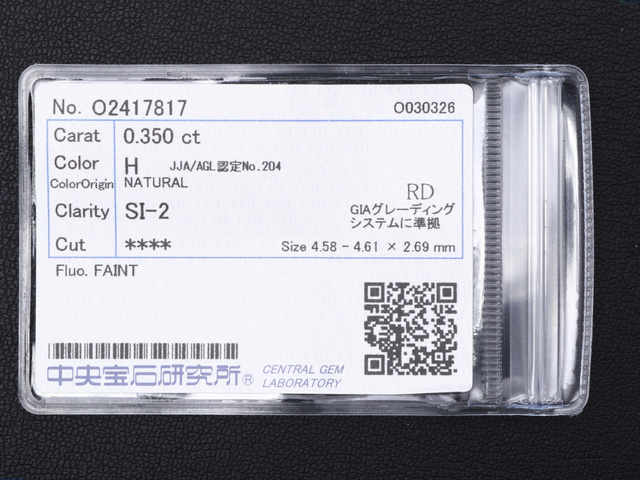 No. O2417817 O030326
Carat 0.350 ct
Color H JJA/AGL認定No.204
ColorOrigin NATURAL
RD
Clarity SI-2 GIAグレーディング
システムに準拠
Cut **** Size 4.58 - 4.61 × 2.69 mm
Fluo. FAINT
中央宝石研究所® CENTRAL GEM
LABORATORY